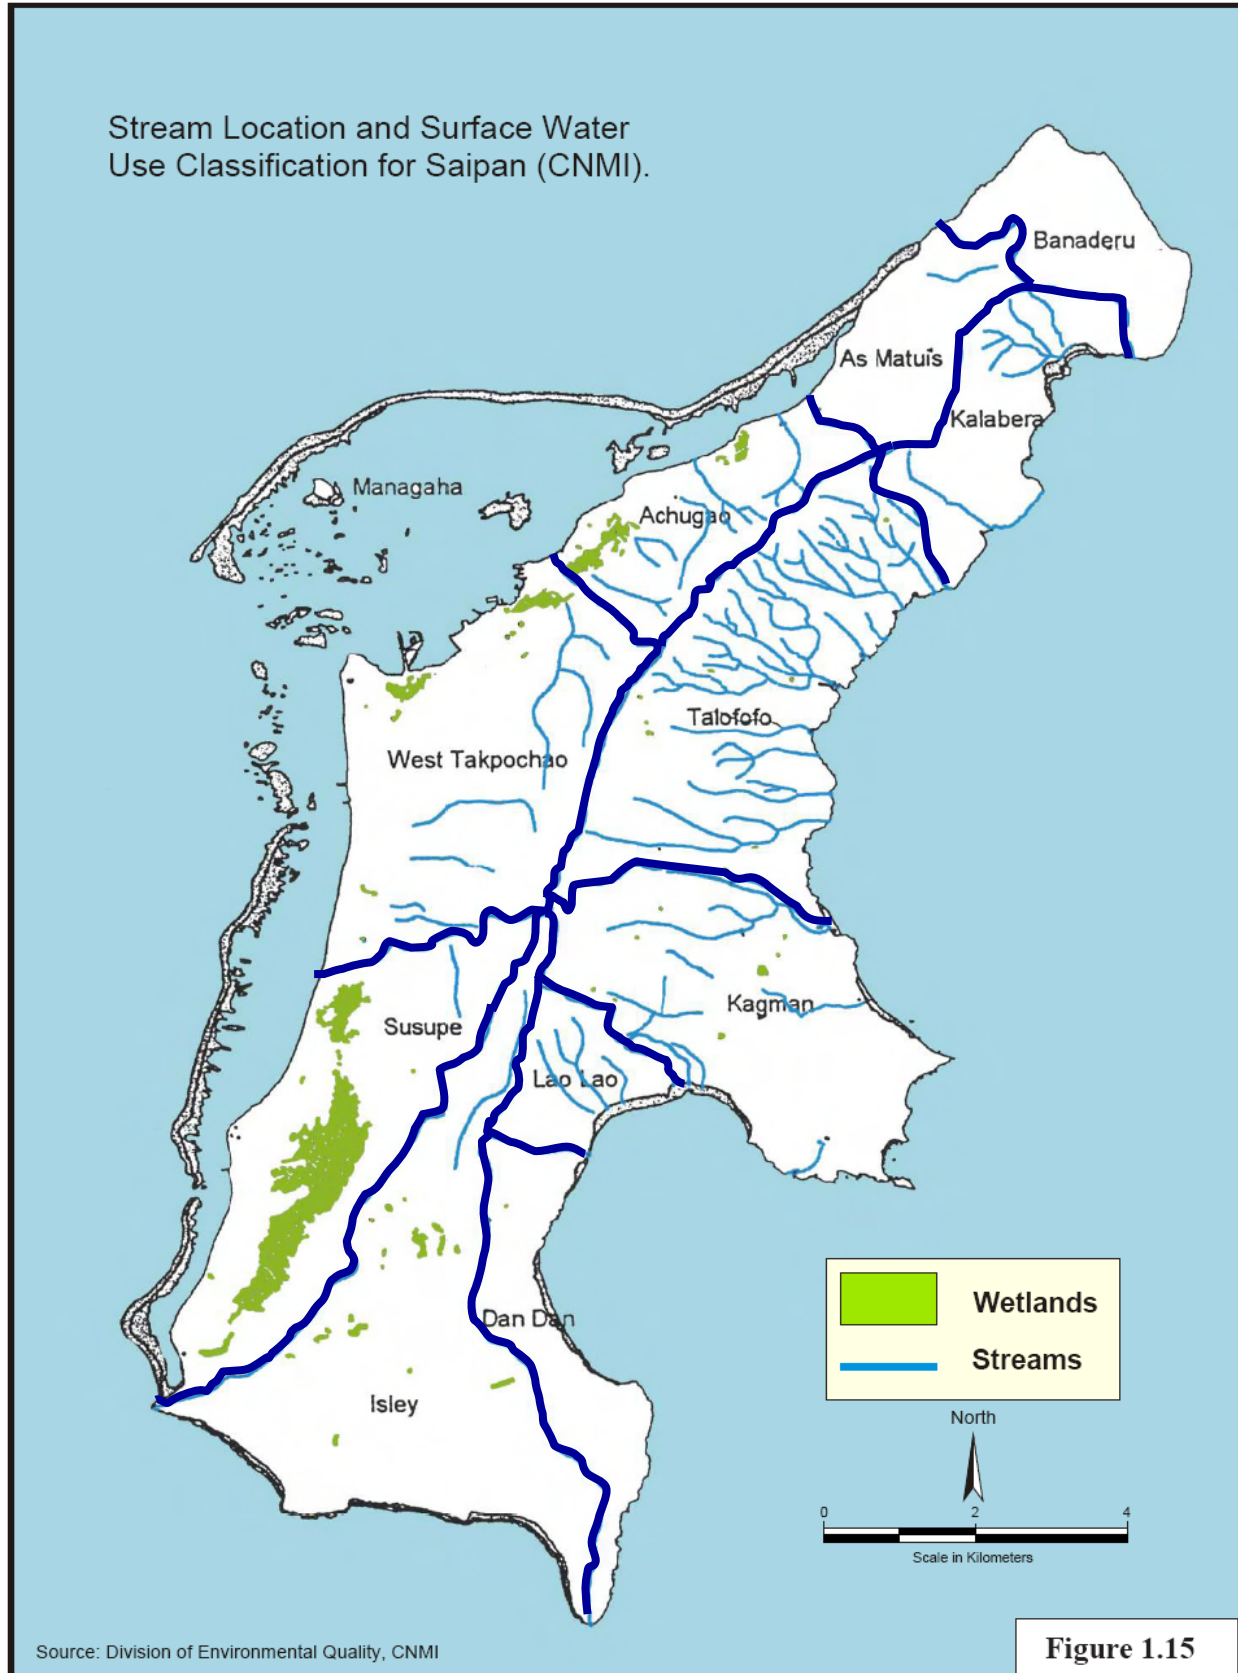 Stream Location and Surface Water
Use Classification for Saipan (CNMI).
Banaderu
As Matuis
Kalabera
Managaha
Achugao
Talofofo
West Takpochao
Kagman
Susupe
Lao Lao
Dan Dan
Isley
Wetlands
Streams
North
0 2 4
Scale in Kilometers
Source: Division of Environmental Quality, CNMI
Figure 1.15